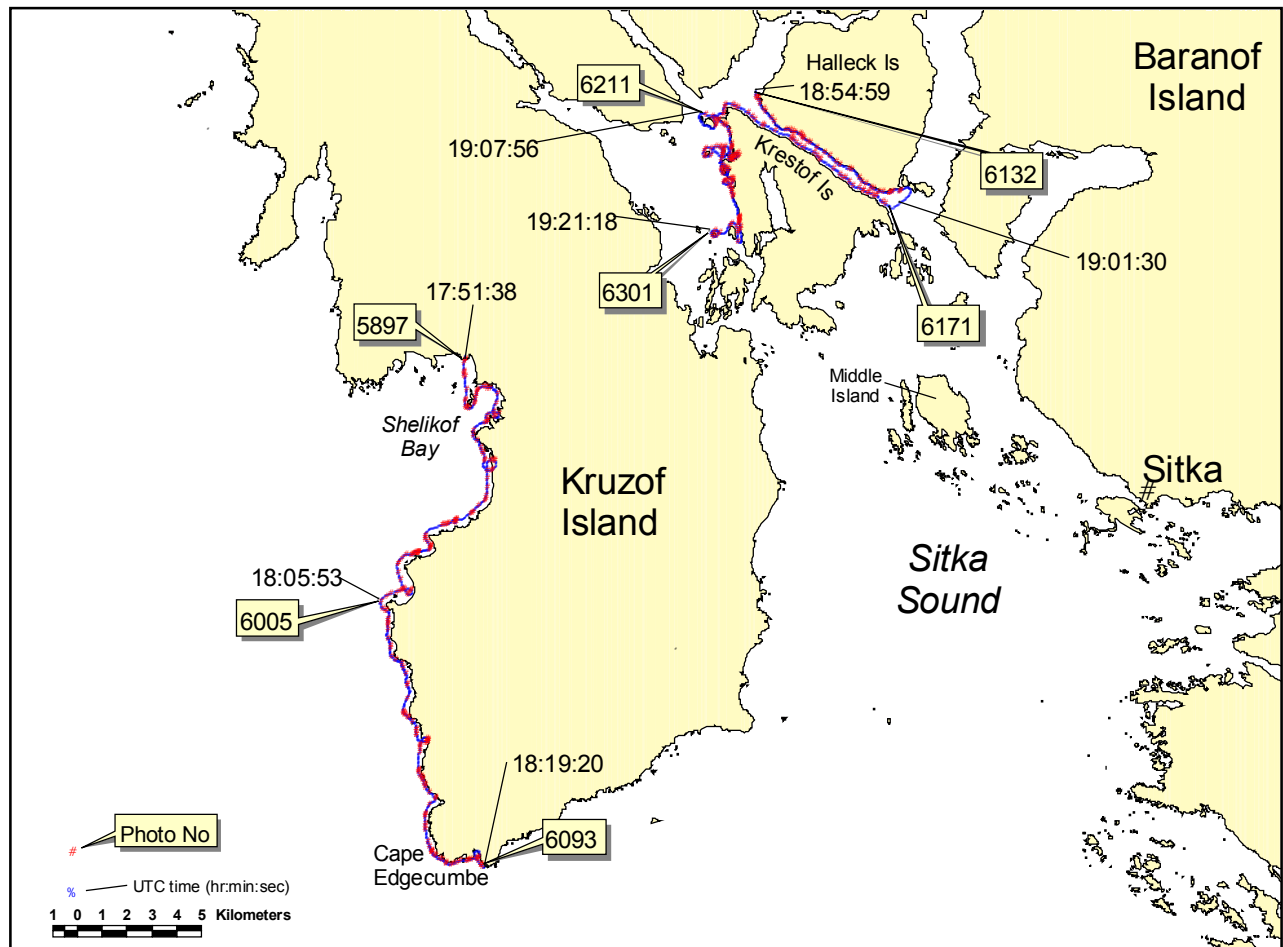 Baranof
Island
Halleck Is
18:54:59
6211
19:07:56
Krestof Is
6132
19:21:18
19:01:30
6301
6171
17:51:38
5897
Middle
Island
Shelikof
Bay
Sitka
Kruzof
Island
Sitka
Sound
18:05:53
6005
18:19:20
6093
Cape
Edgecumbe
# Photo No
% UTC time (hr:min:sec)
1 0 1 2 3 4 5 Kilometers